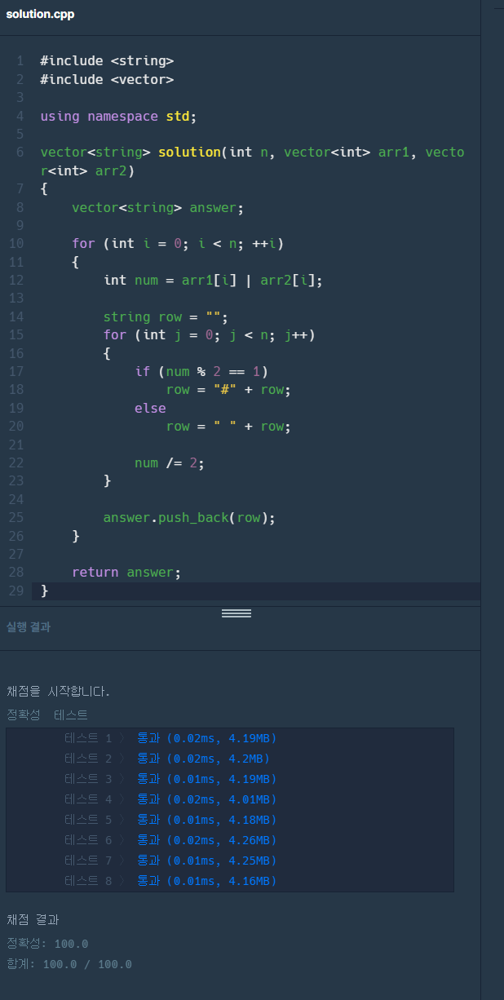 solution.cpp
1 #include <string>
2 #include <vector>
3
4 using namespace std;
5
6 vector<string> solution(int n, vector<int> arr1, vecto
r<int> arr2)
7 {
8     vector<string> answer;
9
10     for (int i = 0; i < n; ++i)
11     {
12         int num = arr1[i] | arr2[i];
13
14         string row = "";
15         for (int j = 0; j < n; j++)
16         {
17             if (num % 2 == 1)
18                 row = "#" + row;
19             else
20                 row = " " + row;
21
22             num /= 2;
23         }
24
25         answer.push_back(row);
26     }
27
28     return answer;
29 }
실행 결과
채점을 시작합니다.
정확성 테스트
테스트 1 〉 통과 (0.02ms, 4.19MB)
테스트 2 〉 통과 (0.02ms, 4.2MB)
테스트 3 〉 통과 (0.01ms, 4.19MB)
테스트 4 〉 통과 (0.02ms, 4.01MB)
테스트 5 〉 통과 (0.01ms, 4.18MB)
테스트 6 〉 통과 (0.02ms, 4.26MB)
테스트 7 〉 통과 (0.01ms, 4.25MB)
테스트 8 〉 통과 (0.01ms, 4.16MB)
채점 결과
정확성: 100.0
합계: 100.0 / 100.0